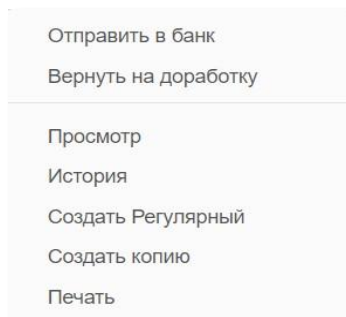 Отправить в банк
Вернуть на доработку
Просмотр
История
Создать Регулярный
Создать копию
Печать